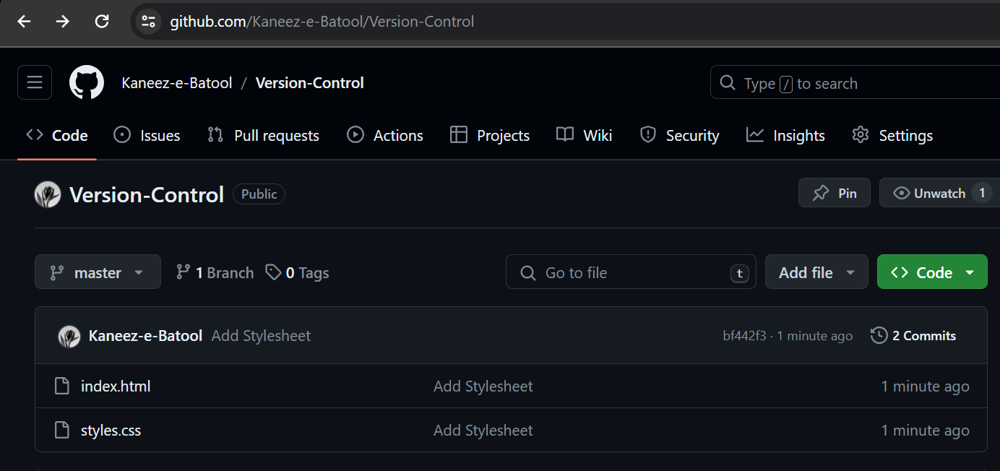 github.com/Kaneez-e-Batool/Version-Control
Kaneez-e-Batool / Version-Control
Type / to search
Code Issues Pull requests Actions Projects Wiki Security Insights Settings
Version-Control Public
Pin Unwatch 1
master 1 Branch 0 Tags
Go to file t Add file Code
Kaneez-e-Batool Add Stylesheet bf442f3 · 1 minute ago 2 Commits
index.html Add Stylesheet 1 minute ago
styles.css Add Stylesheet 1 minute ago